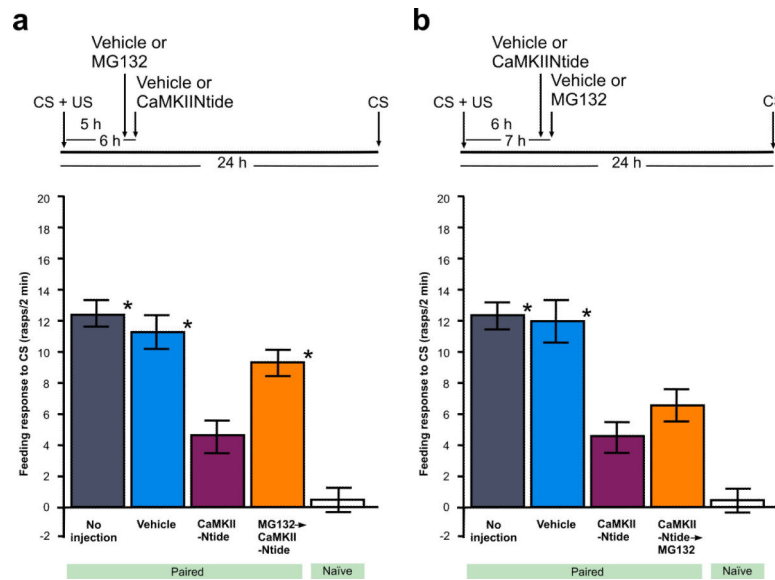 a
Vehicle or
MG132
Vehicle or
CaMKIINtide
CS + US
CS
5 h
6 h
24 h
20
18
16
14
12
10
8
6
4
2
0
-2
Feeding response to CS (rasps/2 min)
*
*
*
No
injection
Vehicle
CaMKII
-Ntide
MG132→
CaMKII
-Ntide
Paired
Naïve
b
Vehicle or
CaMKIINtide
Vehicle or
MG132
CS + US
CS
6 h
7 h
24 h
20
18
16
14
12
10
8
6
4
2
0
-2
Feeding response to CS (rasps/2 min)
*
*
No
injection
Vehicle
CaMKII
-Ntide
CaMKII
-Ntide→
MG132
Paired
Naïve